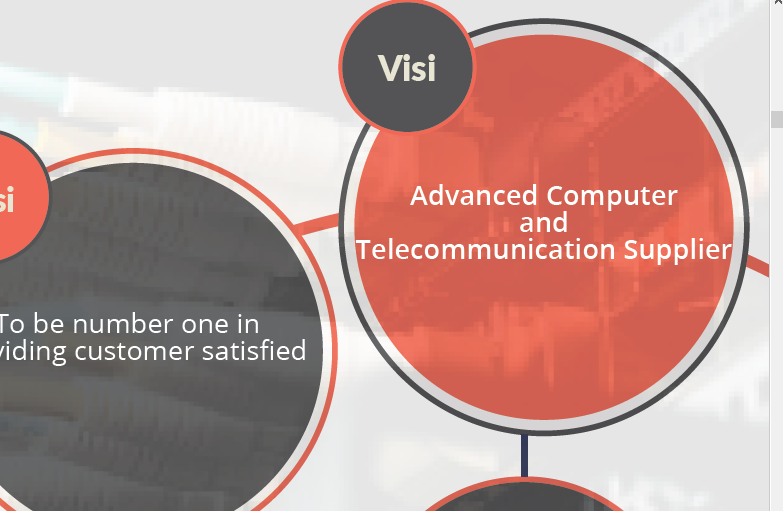 Visi
Advanced Computer
and
Telecommunication Supplier
si
To be number one in
viding customer satisfied